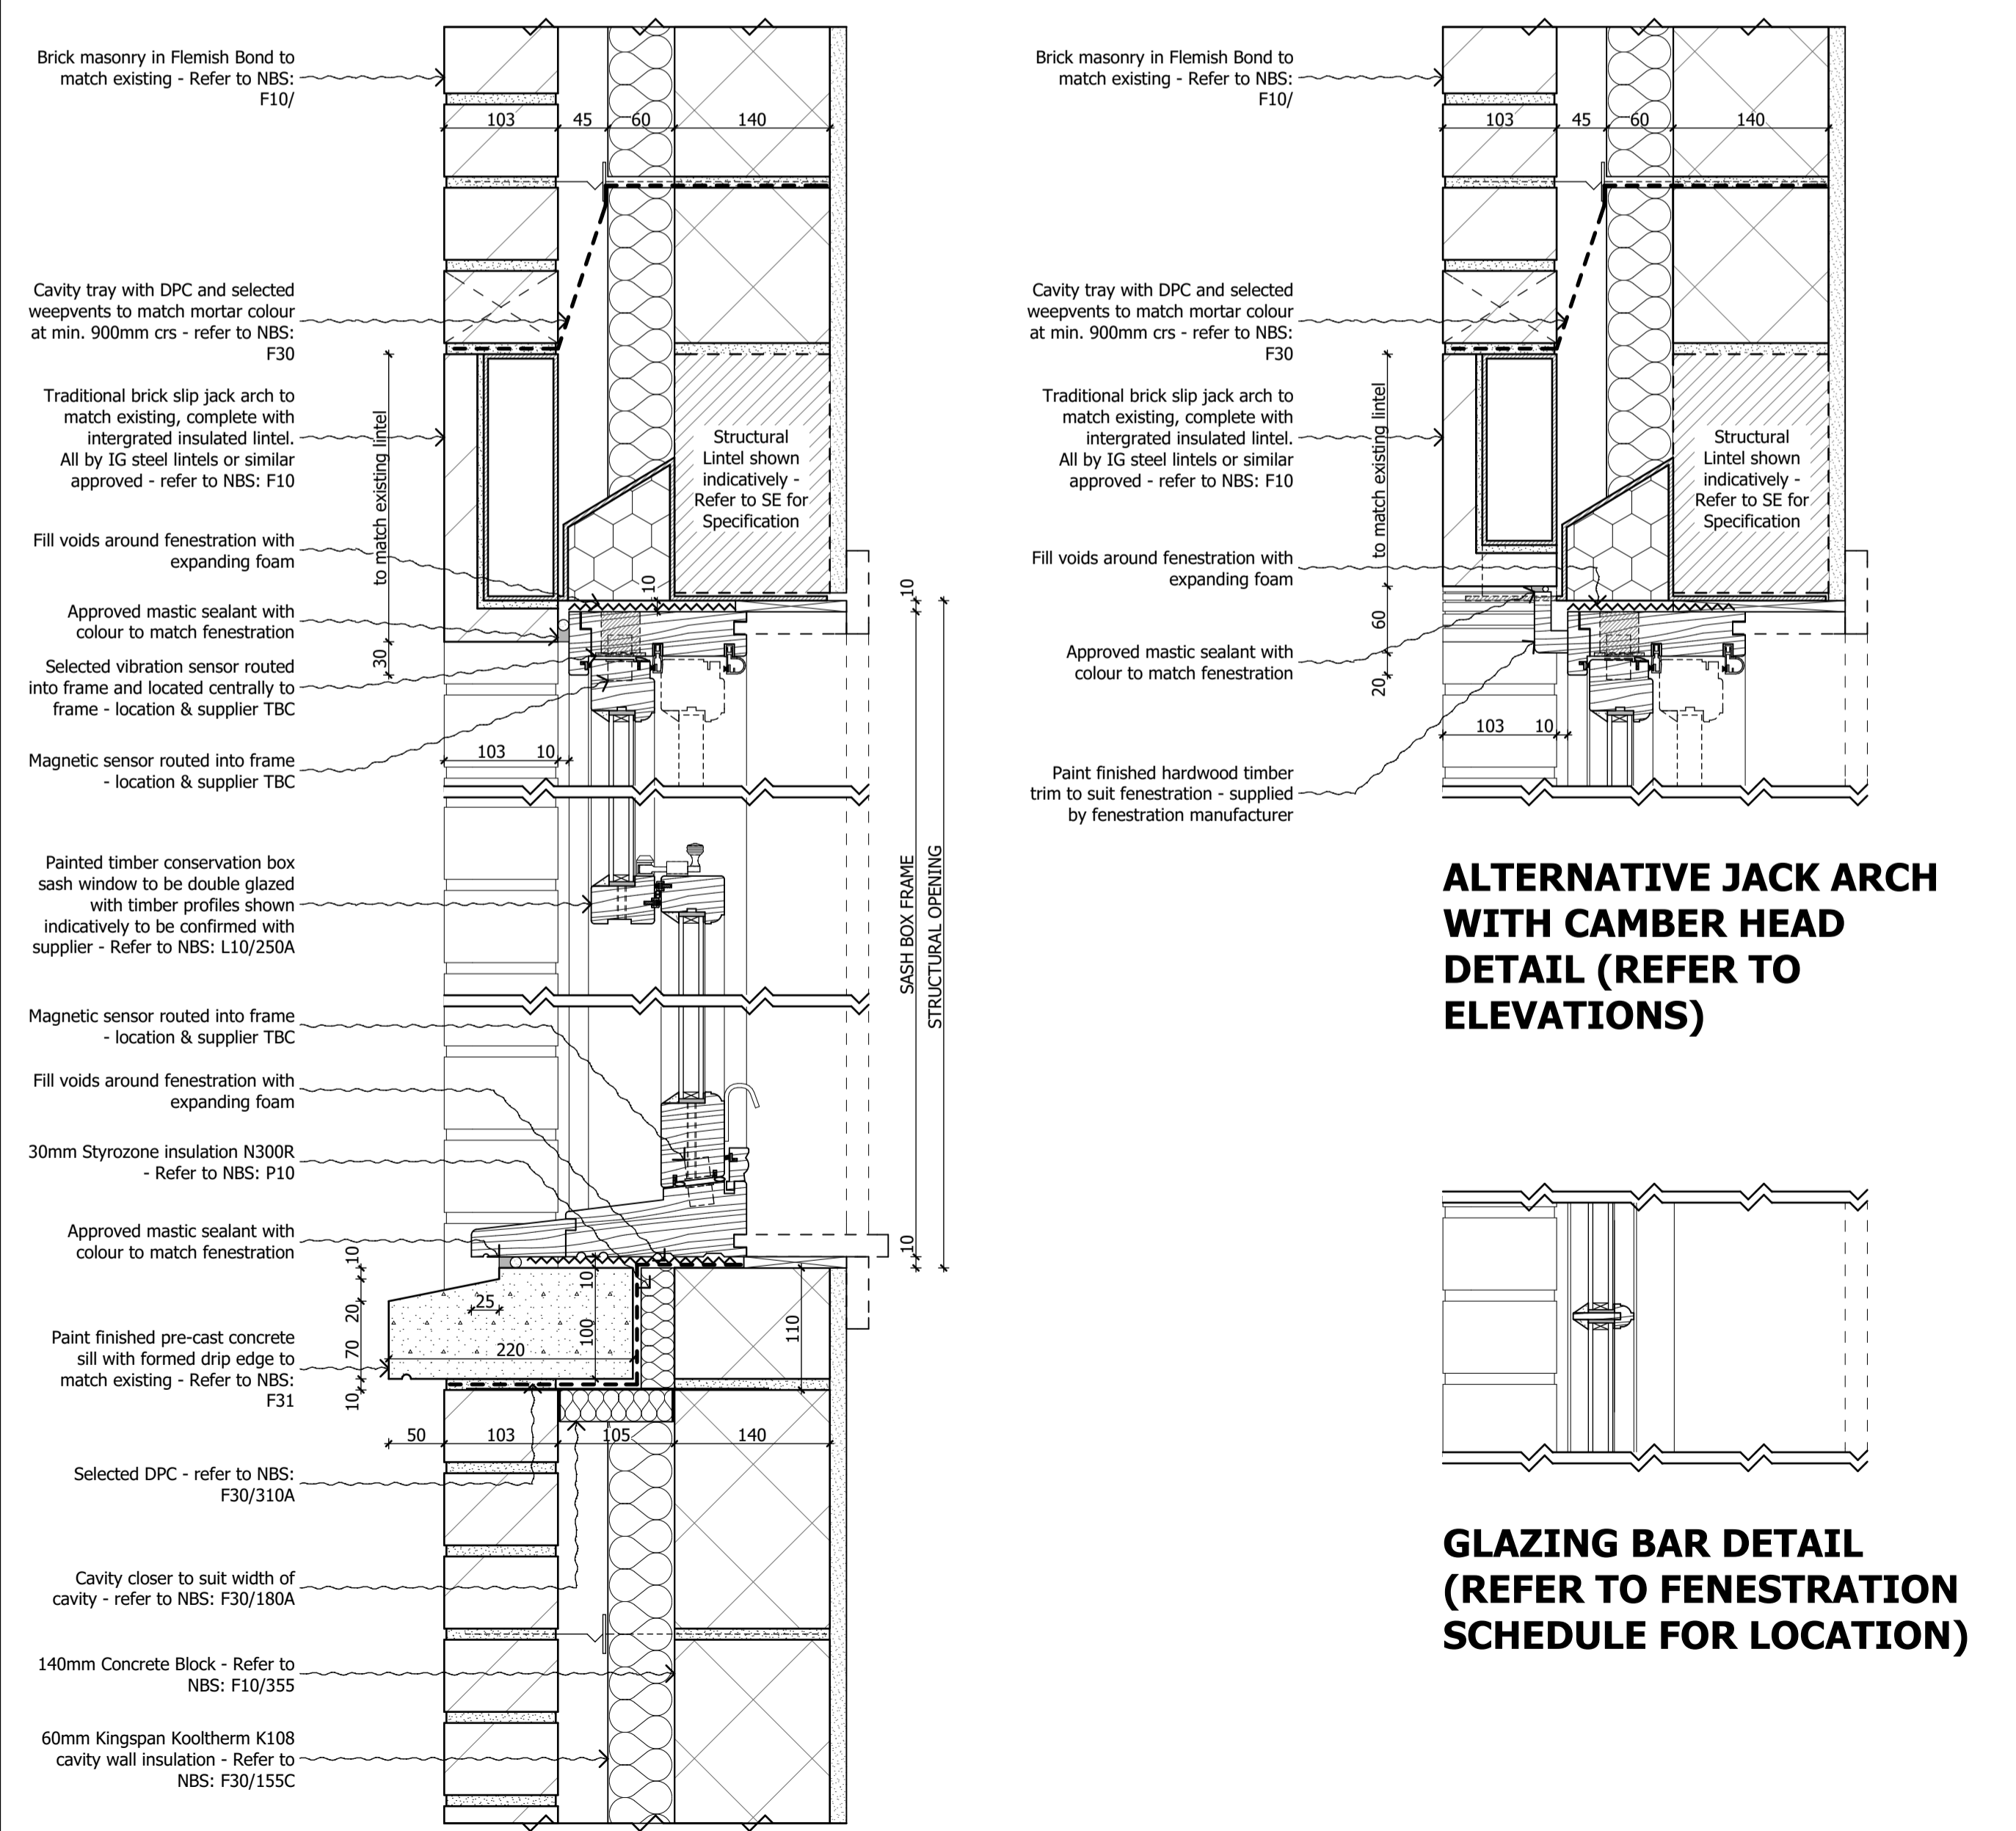 Brick masonry in Flemish Bond to
match existing - Refer to NBS:
F10/
103
45
60
140
Cavity tray with DPC and selected
weepvents to match mortar colour
at min. 900mm crs - refer to NBS:
F30
Traditional brick slip jack arch to
match existing, complete with
intergrated insulated lintel.
All by IG steel lintels or similar
approved - refer to NBS: F10
to match existing lintel
Structural
Lintel shown
indicatively -
Refer to SE for
Specification
Fill voids around fenestration with
expanding foam
10
10
Approved mastic sealant with
colour to match fenestration
30
Selected vibration sensor routed
into frame and located centrally to
frame - location & supplier TBC
103
10
Magnetic sensor routed into frame
- location & supplier TBC
Painted timber conservation box
sash window to be double glazed
with timber profiles shown
indicatively to be confirmed with
supplier - Refer to NBS: L10/250A
SASH BOX FRAME
STRUCTURAL OPENING
Magnetic sensor routed into frame
- location & supplier TBC
Fill voids around fenestration with
expanding foam
30mm Styrozone insulation N300R
- Refer to NBS: P10
Approved mastic sealant with
colour to match fenestration
10
10
10
20
25
100
110
70
220
Paint finished pre-cast concrete
sill with formed drip edge to
match existing - Refer to NBS:
F31
10
50
103
105
140
Selected DPC - refer to NBS:
F30/310A
Cavity closer to suit width of
cavity - refer to NBS: F30/180A
140mm Concrete Block - Refer to
NBS: F10/355
60mm Kingspan Kooltherm K108
cavity wall insulation - Refer to
NBS: F30/155C
Brick masonry in Flemish Bond to
match existing - Refer to NBS:
F10/
103
45
60
140
Cavity tray with DPC and selected
weepvents to match mortar colour
at min. 900mm crs - refer to NBS:
F30
Traditional brick slip jack arch to
match existing, complete with
intergrated insulated lintel.
All by IG steel lintels or similar
approved - refer to NBS: F10
to match existing lintel
Structural
Lintel shown
indicatively -
Refer to SE for
Specification
Fill voids around fenestration with
expanding foam
60
Approved mastic sealant with
colour to match fenestration
20
103
10
Paint finished hardwood timber
trim to suit fenestration - supplied
by fenestration manufacturer
ALTERNATIVE JACK ARCH
WITH CAMBER HEAD
DETAIL (REFER TO
ELEVATIONS)
GLAZING BAR DETAIL
(REFER TO FENESTRATION
SCHEDULE FOR LOCATION)